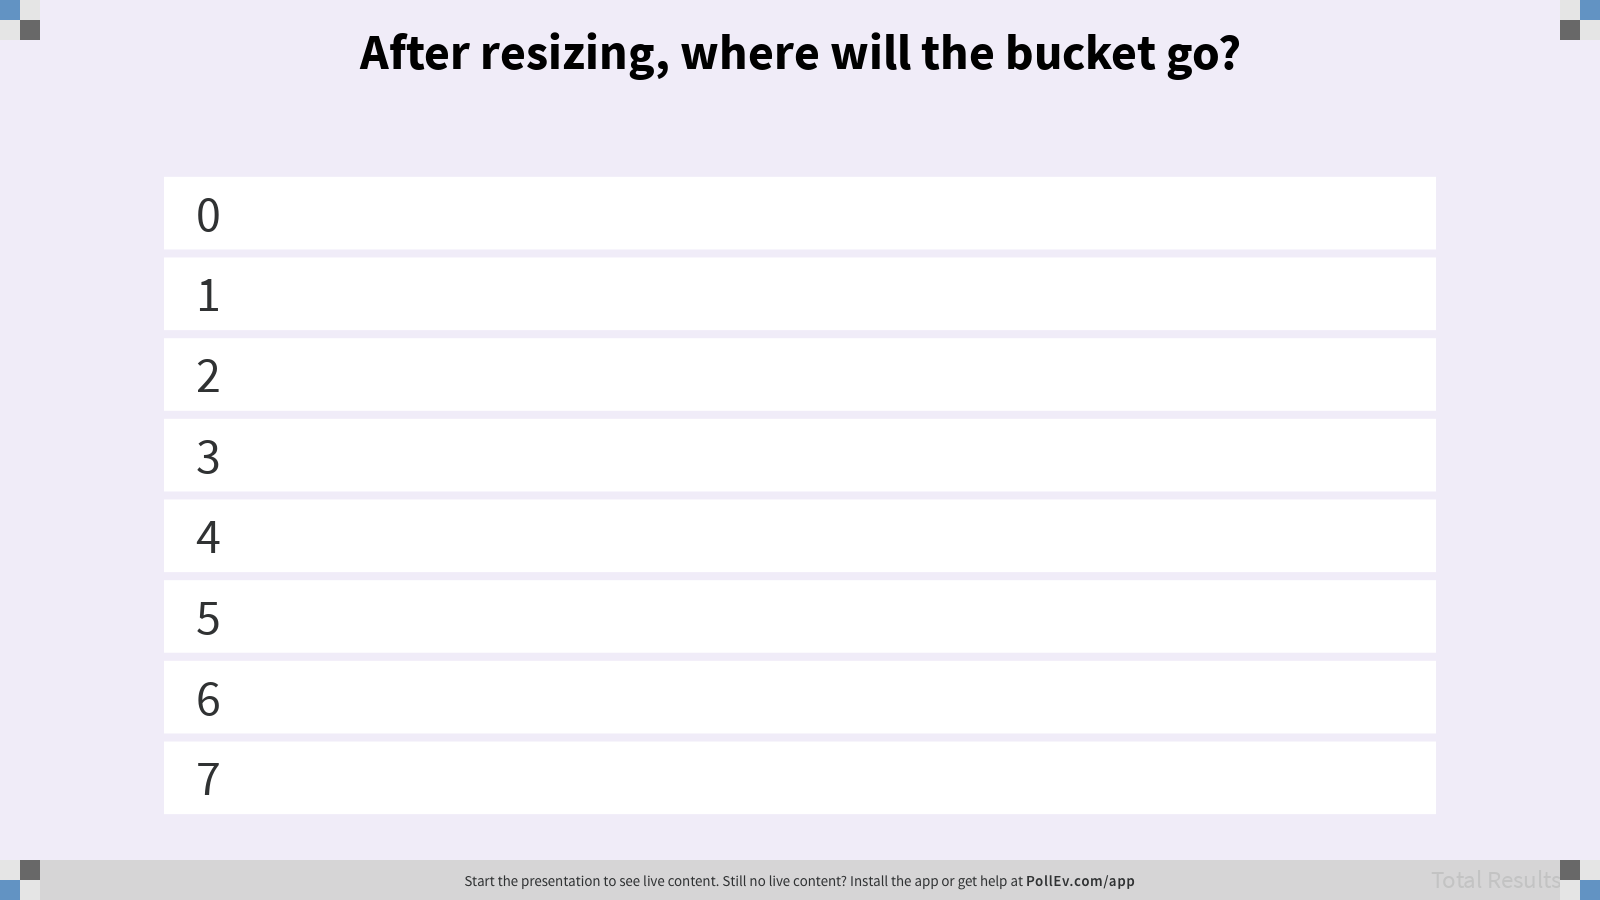 After resizing, where will the bucket go?
0
1
2
3
4
5
6
7
Start the presentation to see live content. Still no live content? Install the app or get help at PollEv.com/app
Total Results